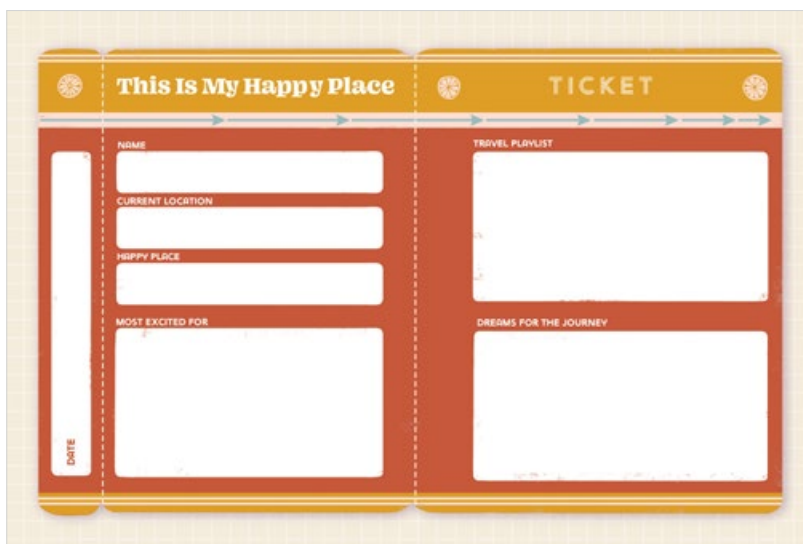 This Is My Happy Place
TICKET
DATE
NAME
CURRENT LOCATION
HAPPY PLACE
MOST EXCITED FOR
TRAVEL PLAYLIST
DREAMS FOR THE JOURNEY